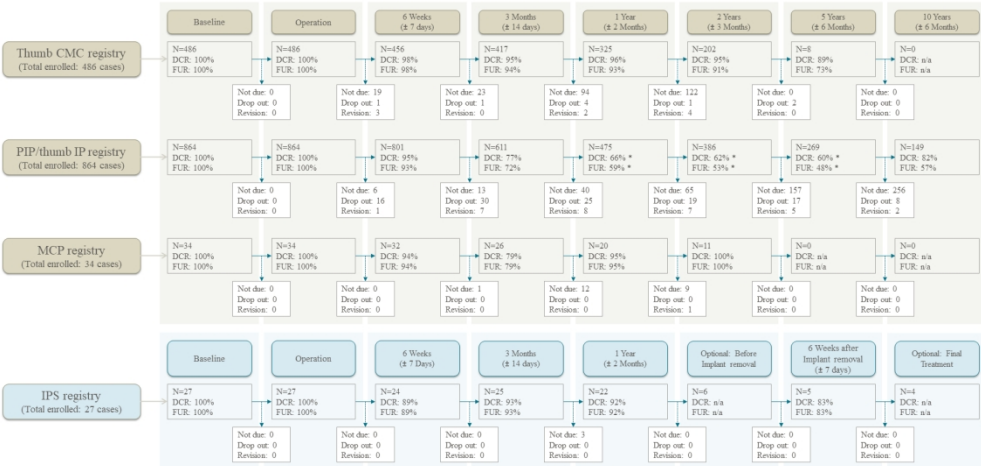 Baseline
Operation
6 Weeks
(± 7 days)
3 Months
(± 14 days)
1 Year
(± 2 Months)
2 Years
(± 3 Months)
5 Years
(± 6 Months)
10 Years
(± 6 Months)
Thumb CMC registry
(Total enrolled: 486 cases)
N=486
DCR: 100%
FUR: 100%
N=486
DCR: 100%
FUR: 100%
N=456
DCR: 98%
FUR: 98%
N=417
DCR: 95%
FUR: 94%
N=325
DCR: 96%
FUR: 93%
N=202
DCR: 95%
FUR: 91%
N=8
DCR: 89%
FUR: 73%
N=0
DCR: n/a
FUR: n/a
Not due: 0
Drop out: 0
Revision: 0
Not due: 19
Drop out: 1
Revision: 3
Not due: 23
Drop out: 1
Revision: 0
Not due: 94
Drop out: 4
Revision: 2
Not due: 122
Drop out: 1
Revision: 4
Not due: 0
Drop out: 2
Revision: 0
Not due: 0
Drop out: 0
Revision: 0
PIP/thumb IP registry
(Total enrolled: 864 cases)
N=864
DCR: 100%
FUR: 100%
N=864
DCR: 100%
FUR: 100%
N=801
DCR: 95%
FUR: 93%
N=611
DCR: 77%
FUR: 72%
N=475
DCR: 66% *
FUR: 59% *
N=386
DCR: 62% *
FUR: 53% *
N=269
DCR: 60% *
FUR: 48% *
N=149
DCR: 82%
FUR: 57%
Not due: 0
Drop out: 0
Revision: 0
Not due: 6
Drop out: 16
Revision: 1
Not due: 13
Drop out: 30
Revision: 7
Not due: 40
Drop out: 25
Revision: 8
Not due: 65
Drop out: 19
Revision: 7
Not due: 157
Drop out: 17
Revision: 5
Not due: 256
Drop out: 8
Revision: 2
MCP registry
(Total enrolled: 34 cases)
N=34
DCR: 100%
FUR: 100%
N=34
DCR: 100%
FUR: 100%
N=32
DCR: 94%
FUR: 94%
N=26
DCR: 79%
FUR: 79%
N=20
DCR: 95%
FUR: 95%
N=11
DCR: 100%
FUR: 100%
N=0
DCR: n/a
FUR: n/a
N=0
DCR: n/a
FUR: n/a
Not due: 0
Drop out: 0
Revision: 0
Not due: 0
Drop out: 0
Revision: 0
Not due: 1
Drop out: 0
Revision: 0
Not due: 12
Drop out: 0
Revision: 0
Not due: 9
Drop out: 0
Revision: 1
Not due: 0
Drop out: 0
Revision: 0
Not due: 0
Drop out: 0
Revision: 0
Baseline
Operation
6 Weeks
(± 7 Days)
3 Months
(± 14 days)
1 Year
(± 2 Months)
Optional: Before
Implant removal
6 Weeks after
Implant removal
(± 7 days)
Optional: Final
Treatment
IPS registry
(Total enrolled: 27 cases)
N=27
DCR: 100%
FUR: 100%
N=27
DCR: 100%
FUR: 100%
N=24
DCR: 89%
FUR: 89%
N=25
DCR: 93%
FUR: 93%
N=22
DCR: 92%
FUR: 92%
N=6
DCR: n/a
FUR: n/a
N=5
DCR: 83%
FUR: 83%
N=4
DCR: n/a
FUR: n/a
Not due: 0
Drop out: 0
Revision: 0
Not due: 0
Drop out: 0
Revision: 0
Not due: 0
Drop out: 0
Revision: 0
Not due: 3
Drop out: 0
Revision: 0
Not due: 0
Drop out: 0
Revision: 0
Not due: 0
Drop out: 0
Revision: 0
Not due: 0
Drop out: 0
Revision: 0